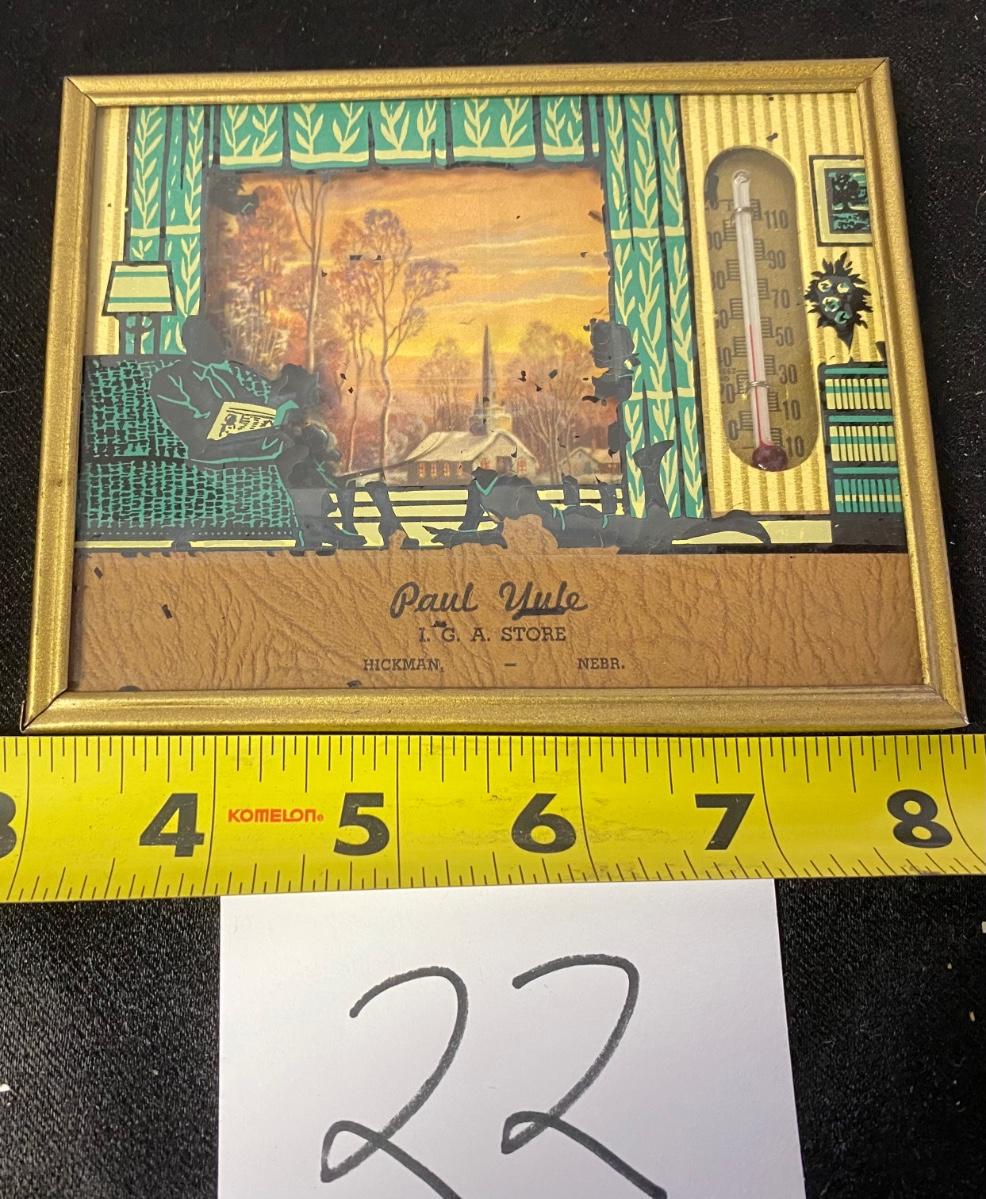 110
90
70
50
30
10
0
10
Paul Yule
I. G. A. STORE
HICKMAN, — NEBR.
3 4 KOMELON® 5 6 7 8
22